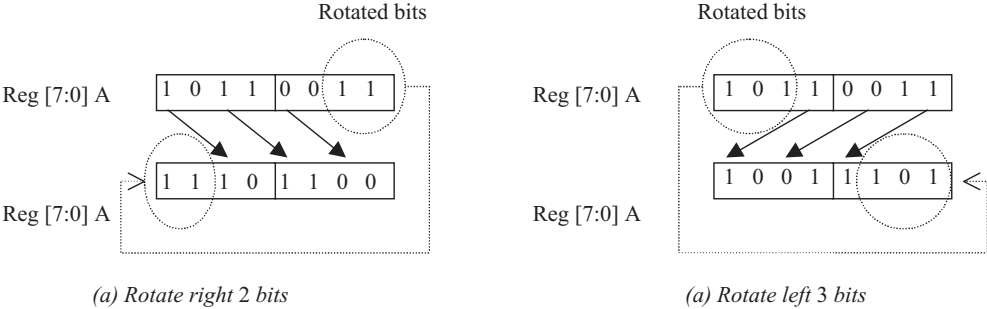 Rotated bits
Reg [7:0] A
1 0 1 1 0 0 1 1
1 1 1 0 1 1 0 0
Reg [7:0] A
(a) Rotate right 2 bits
Rotated bits
Reg [7:0] A
1 0 1 1 0 0 1 1
1 0 0 1 1 1 0 1
Reg [7:0] A
(a) Rotate left 3 bits